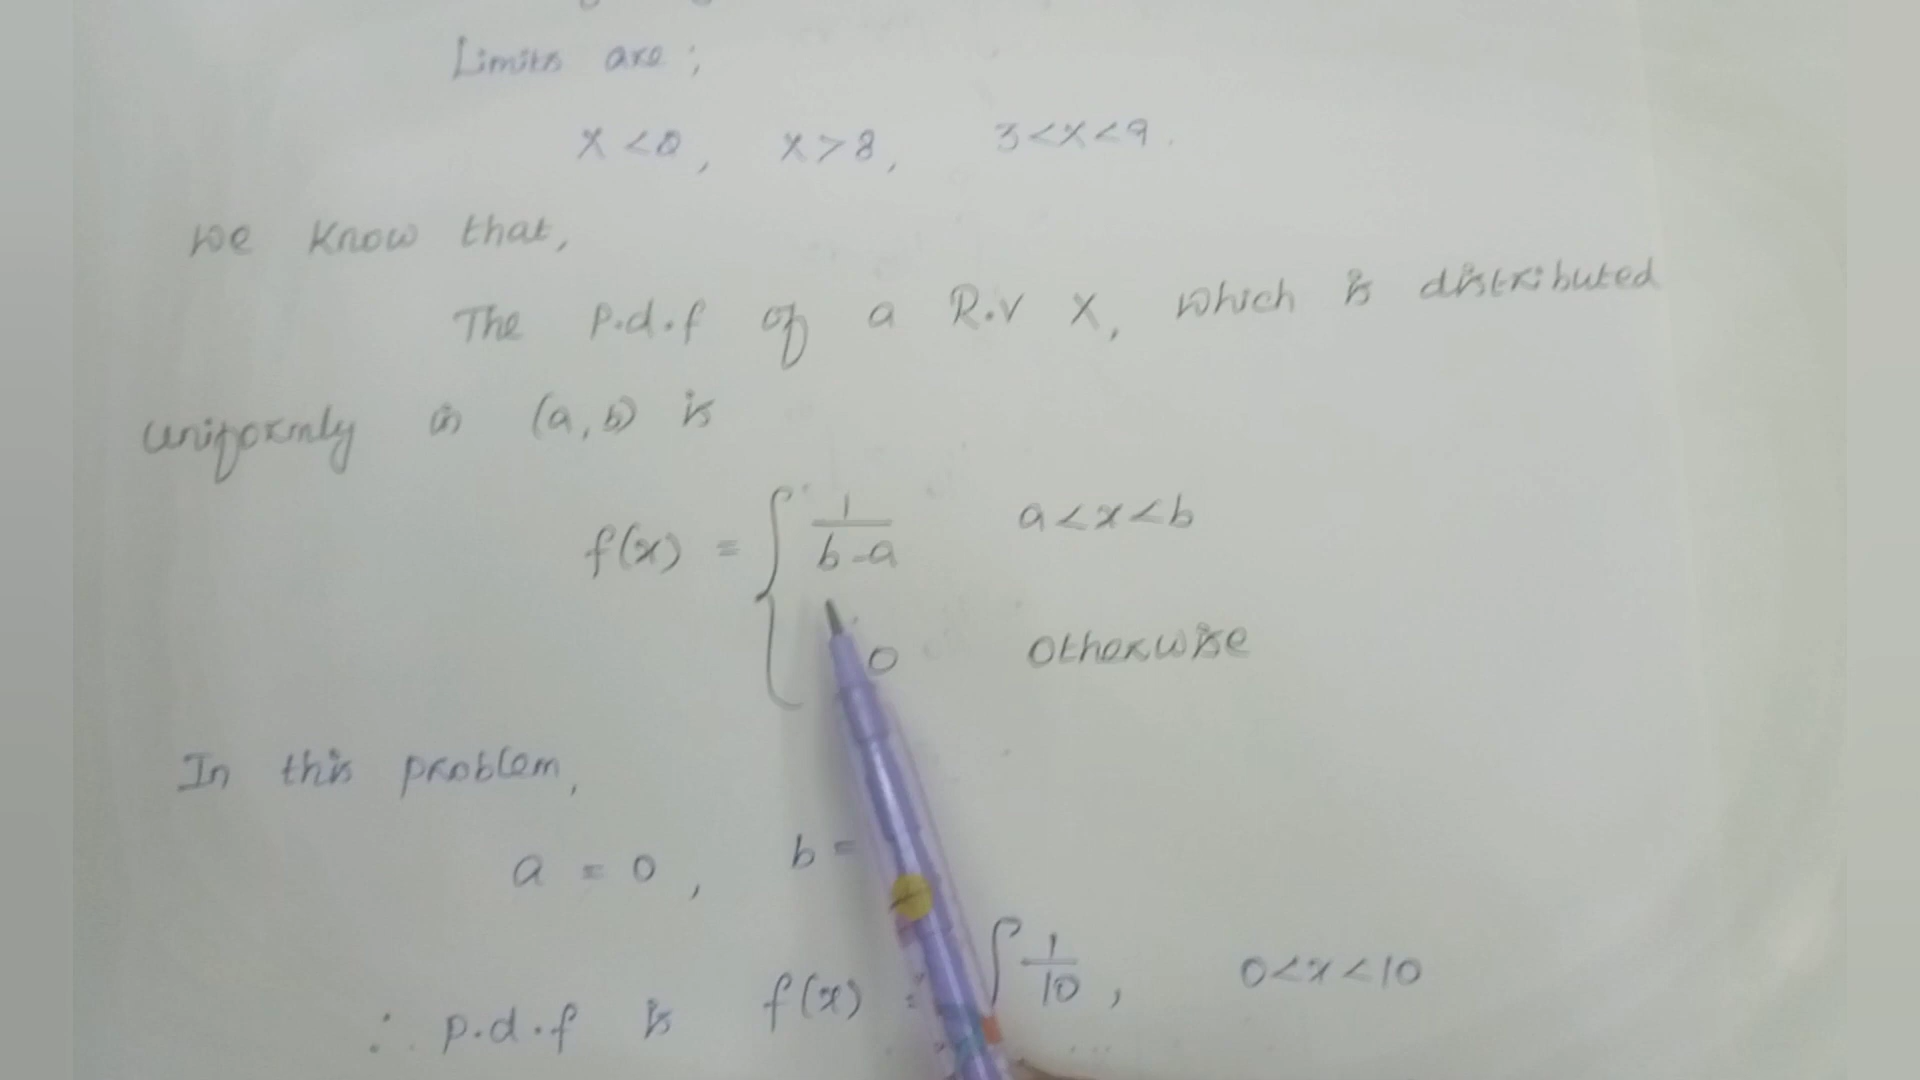 Limits are;
X<0, X>8, 3<X<9.
we know that,
The p.d.f of a R.V X, which is distributed
uniformly in (a,b) is
f(x) = { 1/b-a a<x<b
0 otherwise
In this problem,
a = 0, b =
∴ p.d.f is f(x) = { 1/10, 0<x<10